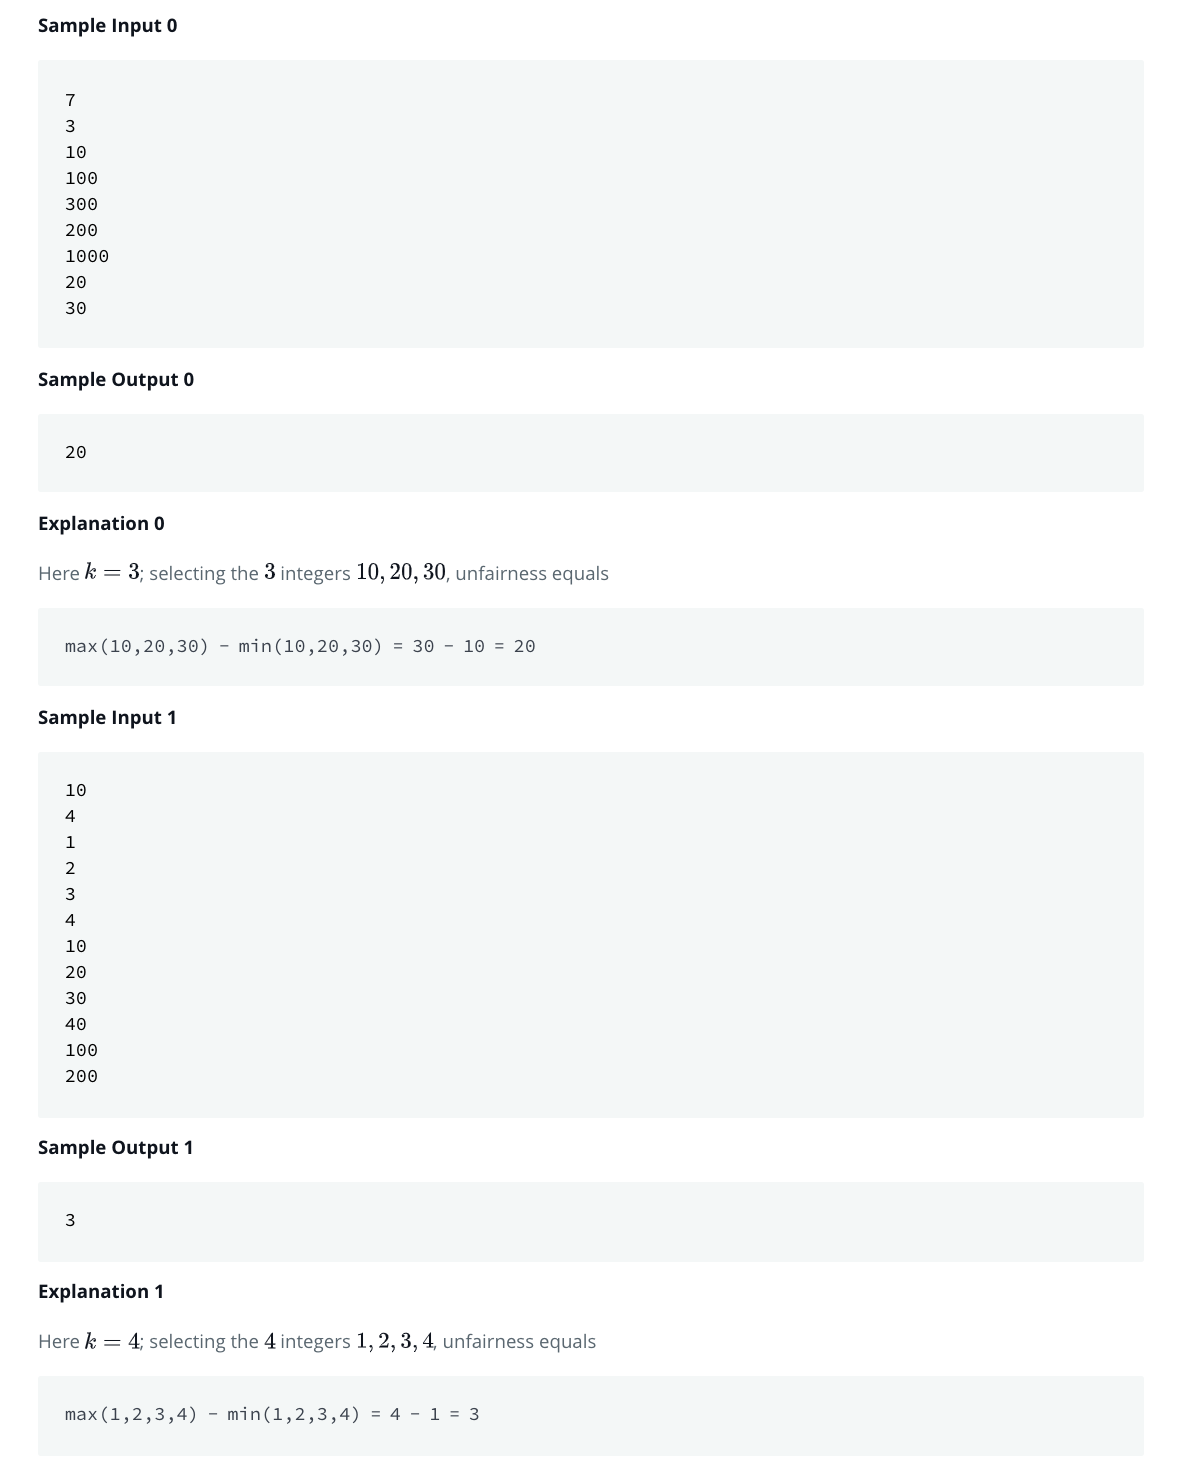 Sample Input 0
7
3
10
100
300
200
1000
20
30
Sample Output 0
20
Explanation 0
Here k = 3; selecting the 3 integers 10, 20, 30, unfairness equals
max(10,20,30) − min(10,20,30) = 30 − 10 = 20
Sample Input 1
10
4
1
2
3
4
10
20
30
40
100
200
Sample Output 1
3
Explanation 1
Here k = 4; selecting the 4 integers 1, 2, 3, 4, unfairness equals
max(1,2,3,4) − min(1,2,3,4) = 4 − 1 = 3